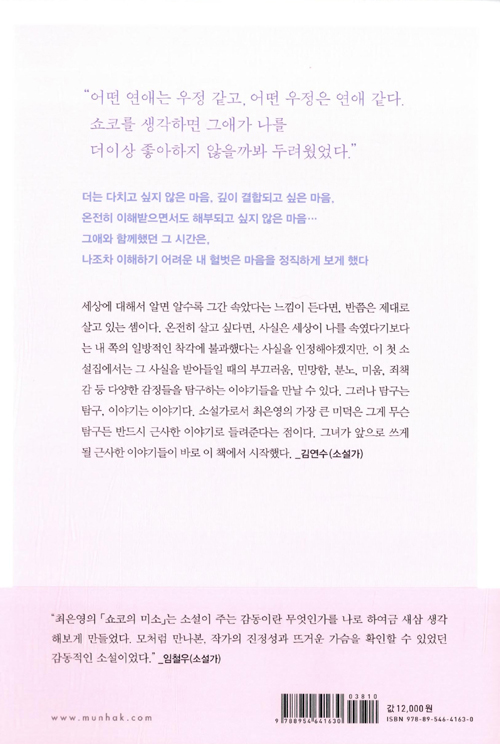 “어떤 연애는 우정 같고, 어떤 우정은 연애 같다.
쇼코를 생각하면 그애가 나를
더이상 좋아하지 않을까봐 두려웠었다.”
더는 다치고 싶지 않은 마음, 깊이 결합되고 싶은 마음,
온전히 이해받으면서도 해부되고 싶지 않은 마음…
그애와 함께했던 그 시간은,
나조차 이해하기 어려운 내 헐벗은 마음을 정직하게 보게 했다
세상에 대해서 알면 알수록 그간 속았다는 느낌이 든다면, 반쯤은 제대로
살고 있는 셈이다. 온전히 살고 싶다면, 사실은 세상이 나를 속였다기보다
는 내 쪽의 일방적인 착각에 불과했다는 사실을 인정해야겠지만. 이 첫 소
설집에서는 그 사실을 받아들일 때의 부끄러움, 민망함, 분노, 미움, 죄책
감 등 다양한 감정들을 탐구하는 이야기들을 만날 수 있다. 그러나 탐구는
탐구, 이야기는 이야기다. 소설가로서 최은영의 가장 큰 미덕은 그게 무슨
탐구든 반드시 근사한 이야기로 들려준다는 점이다. 그녀가 앞으로 쓰게
될 근사한 이야기들이 바로 이 책에서 시작했다. _김연수(소설가)
“최은영의 「쇼코의 미소」는 소설이 주는 감동이란 무엇인가를 나로 하여금 새삼 생각
해보게 만들었다. 모처럼 만나본, 작가의 진정성과 뜨거운 가슴을 확인할 수 있었던
감동적인 소설이었다.” _임철우(소설가)
www.munhak.com
03810
9 788954 641630
값 12,000원
ISBN 978-89-546-4163-0